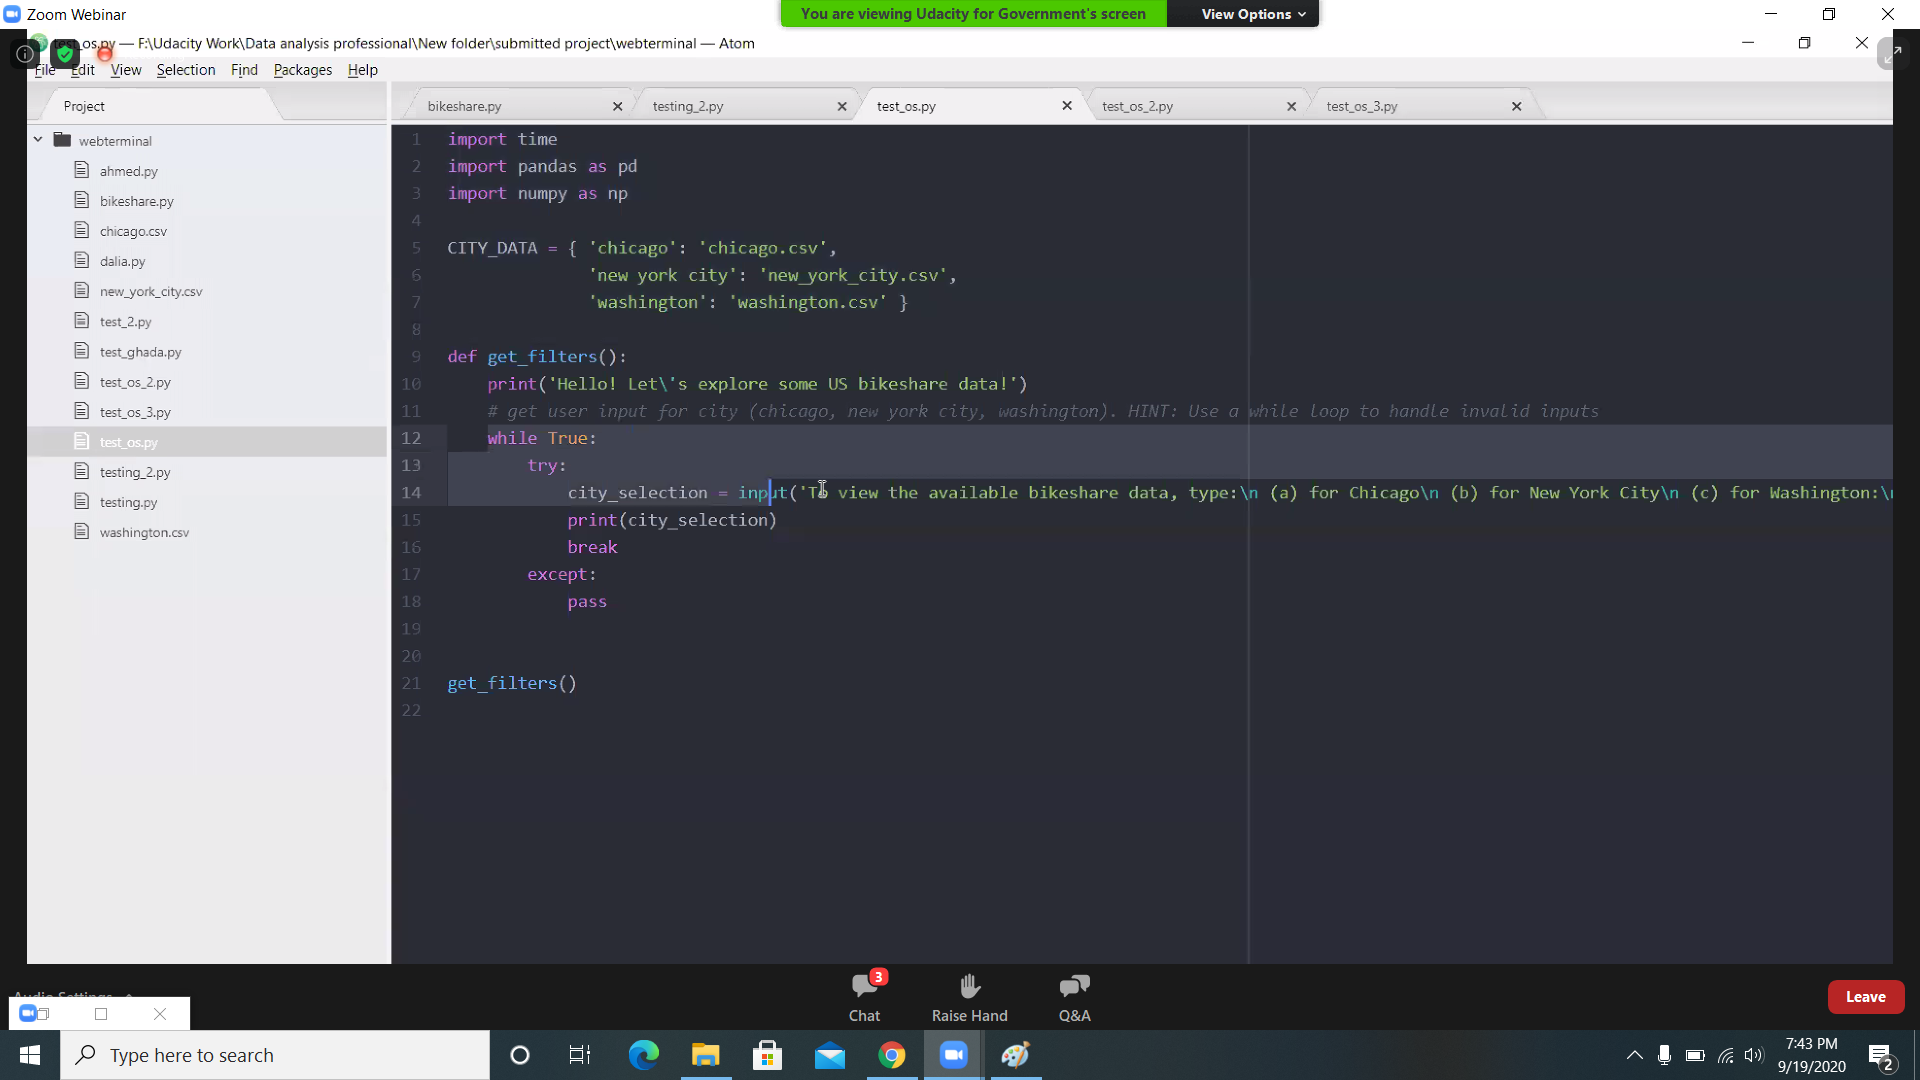 Zoom Webinar
You are viewing Udacity for Government's screen
View Options
test_os.py — F:\Udacity Work\Data analysis professional\New folder\submitted project\webterminal — Atom
File Edit View Selection Find Packages Help
Project
bikeshare.py
testing_2.py
test_os.py
test_os_2.py
test_os_3.py
webterminal
ahmed.py
bikeshare.py
chicago.csv
dalia.py
new_york_city.csv
test_2.py
test_ghada.py
test_os_2.py
test_os_3.py
test_os.py
testing_2.py
testing.py
washington.csv
1 import time
2 import pandas as pd
3 import numpy as np
4
5 CITY_DATA = { 'chicago': 'chicago.csv',
6 'new york city': 'new_york_city.csv',
7 'washington': 'washington.csv' }
8
9 def get_filters():
10 print('Hello! Let\'s explore some US bikeshare data!')
11 # get user input for city (chicago, new york city, washington). HINT: Use a while loop to handle invalid inputs
12 while True:
13 try:
14 city_selection = input('To view the available bikeshare data, type:\n (a) for Chicago\n (b) for New York City\n (c) for Washington:\n
15 print(city_selection)
16 break
17 except:
18 pass
19
20
21 get_filters()
22
3
Chat
Raise Hand
Q&A
Leave
Audio Settings
Type here to search
7:43 PM
9/19/2020
2